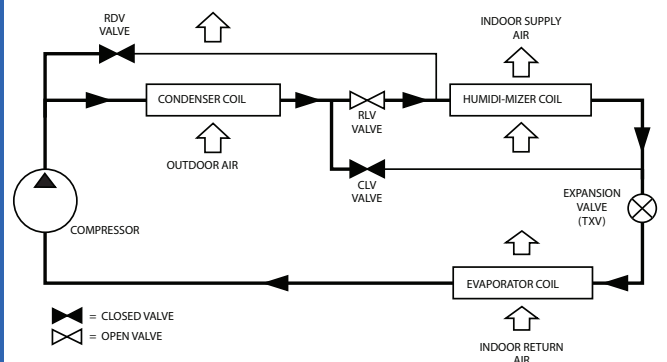 RDV
VALVE
INDOOR SUPPLY
AIR
CONDENSER COIL
RLV
VALVE
HUMIDI-MIZER COIL
OUTDOOR AIR
CLV
VALVE
EXPANSION
VALVE
(TXV)
COMPRESSOR
EVAPORATOR COIL
= CLOSED VALVE
= OPEN VALVE
INDOOR RETURN
AIR